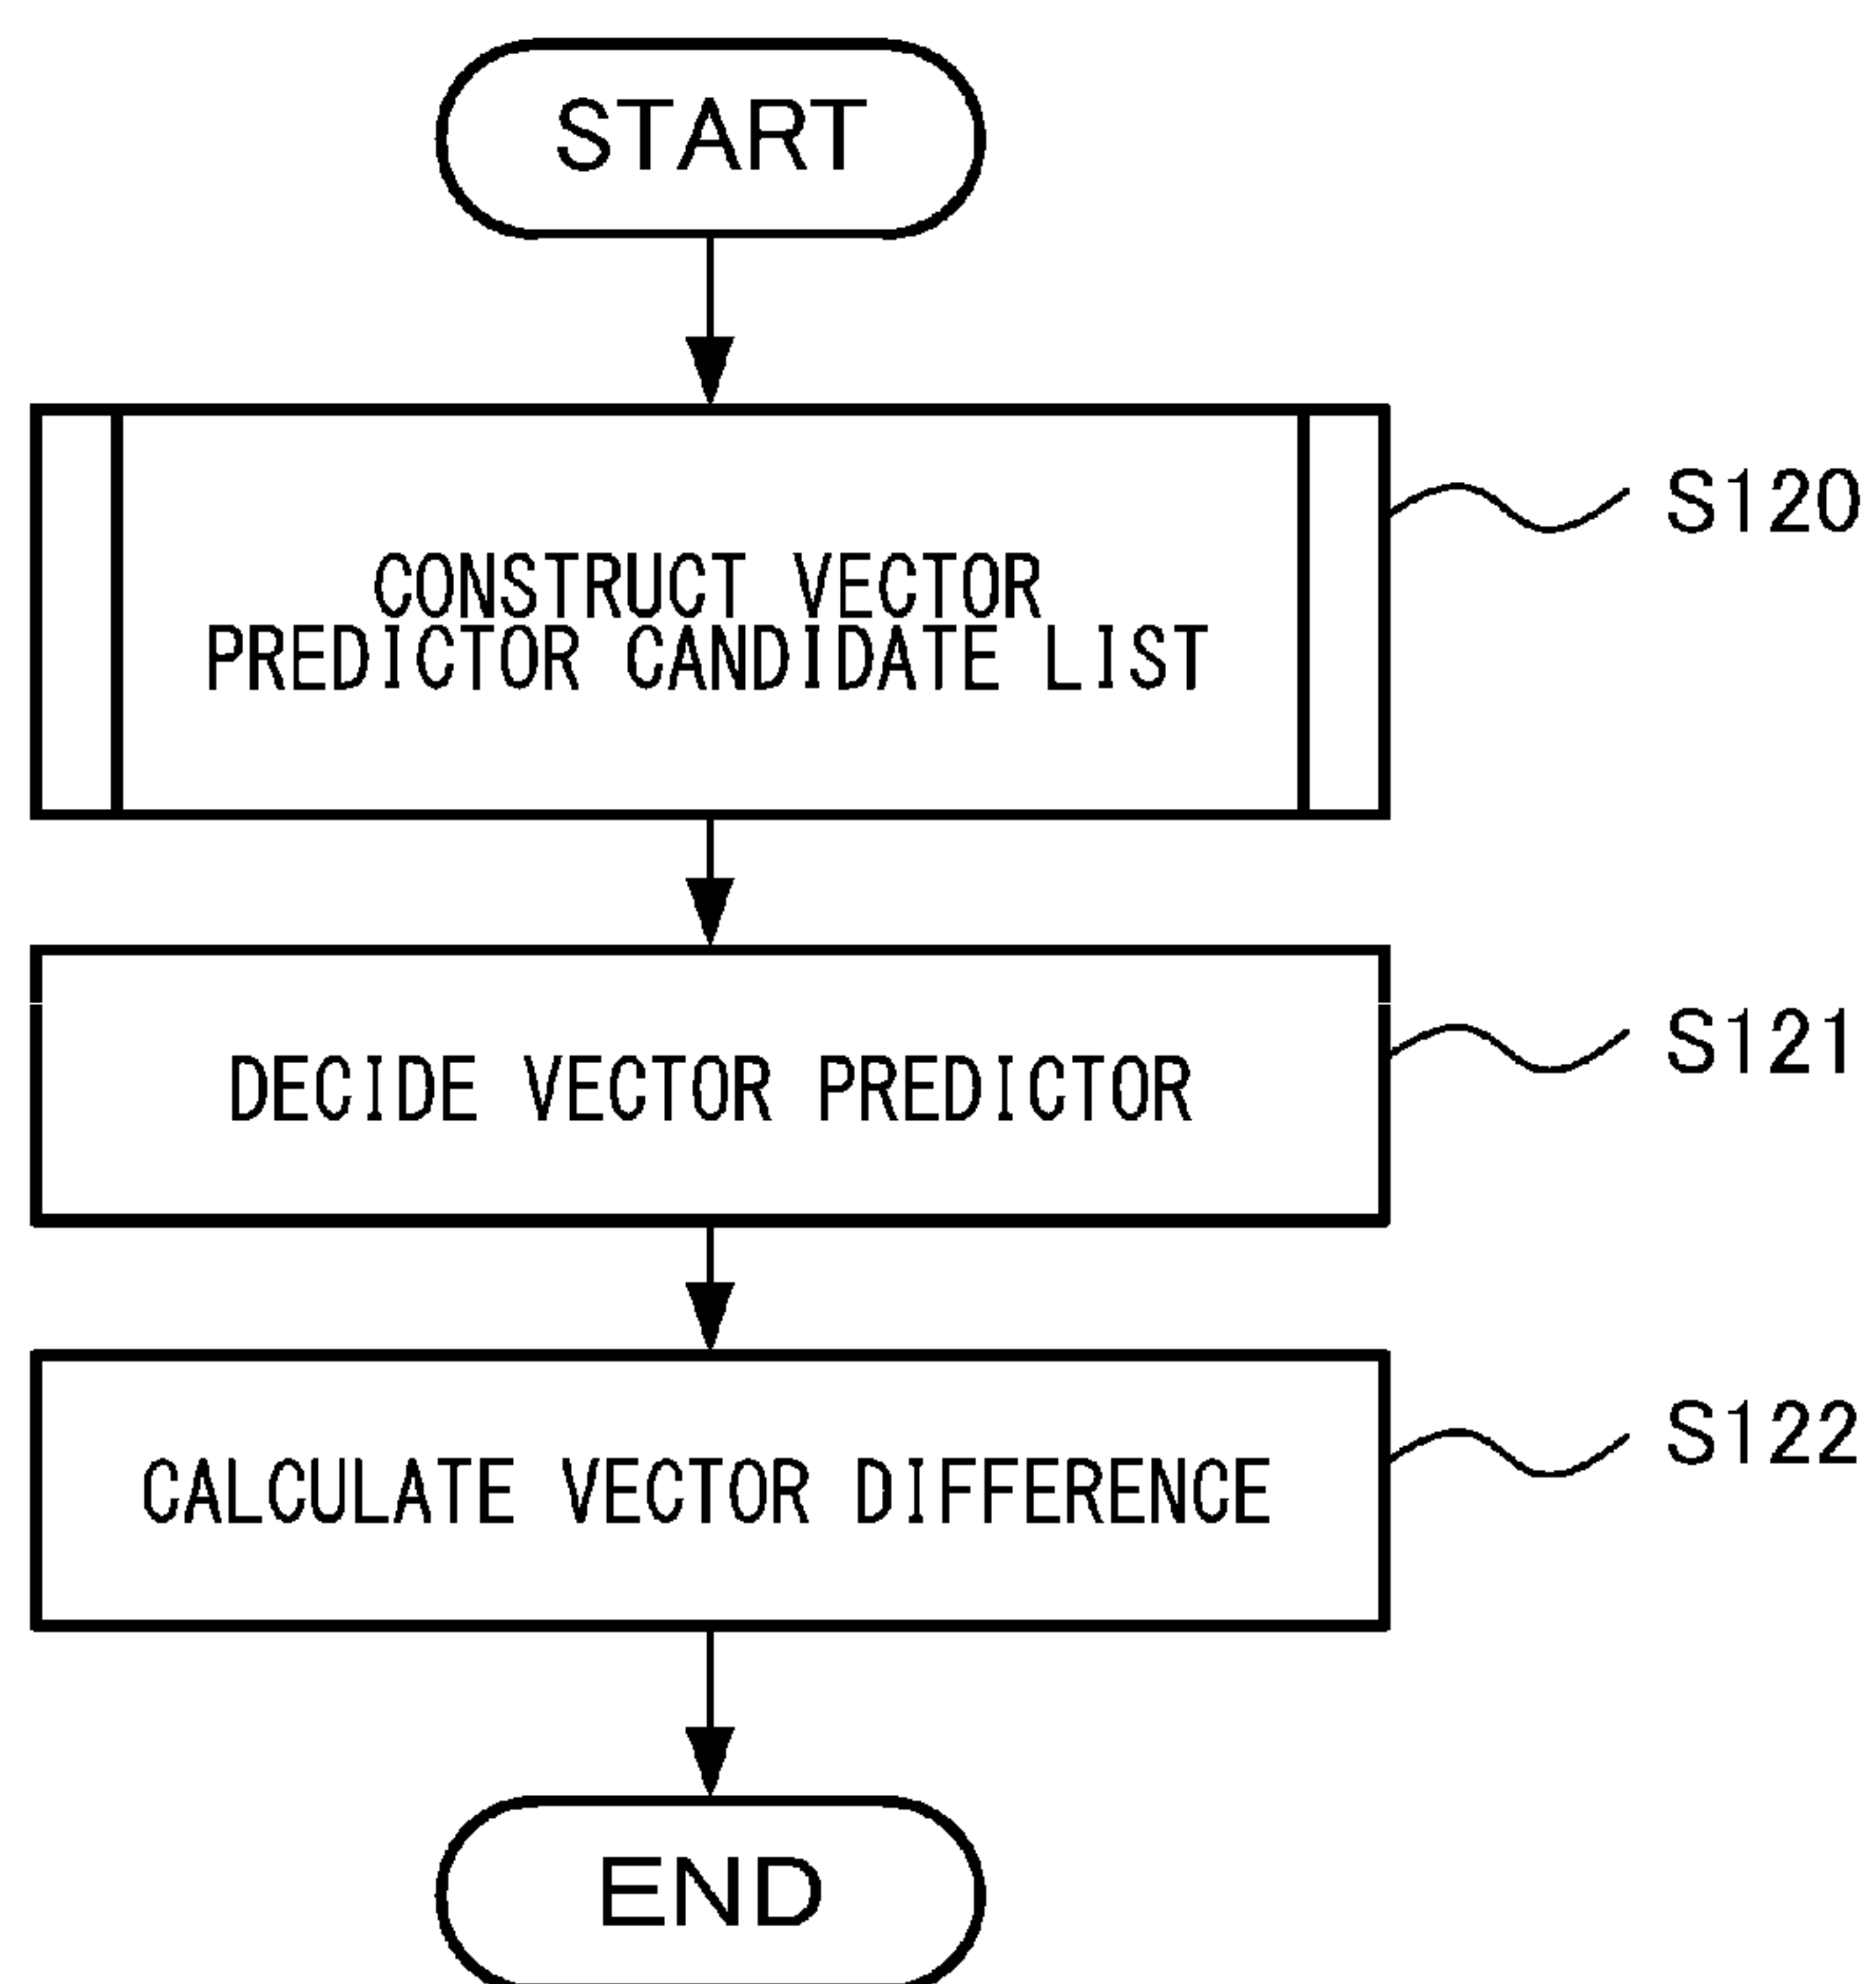 START
CONSTRUCT VECTOR
PREDICTOR CANDIDATE LIST
S120
DECIDE VECTOR PREDICTOR
S121
CALCULATE VECTOR DIFFERENCE
S122
END